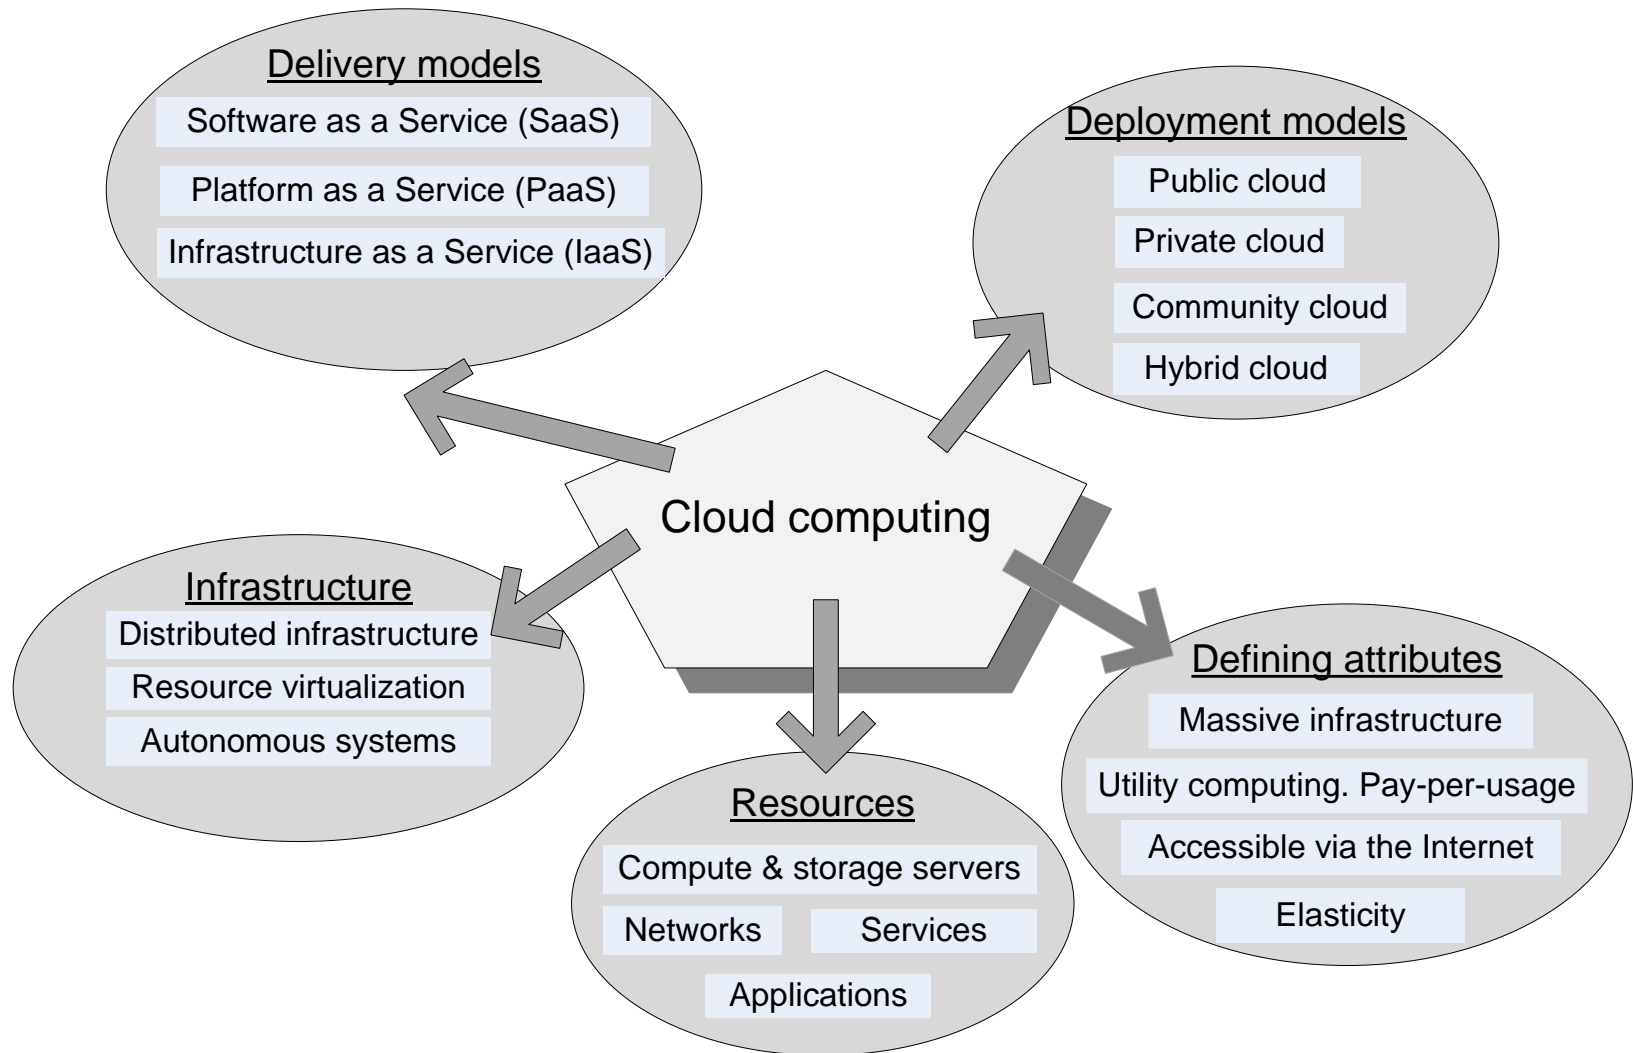 Delivery models
Software as a Service (SaaS)
Platform as a Service (PaaS)
Infrastructure as a Service (IaaS)
Deployment models
Public cloud
Private cloud
Community cloud
Hybrid cloud
Cloud computing
Infrastructure
Distributed infrastructure
Resource virtualization
Autonomous systems
Resources
Compute & storage servers
Networks
Services
Applications
Defining attributes
Massive infrastructure
Utility computing. Pay-per-usage
Accessible via the Internet
Elasticity